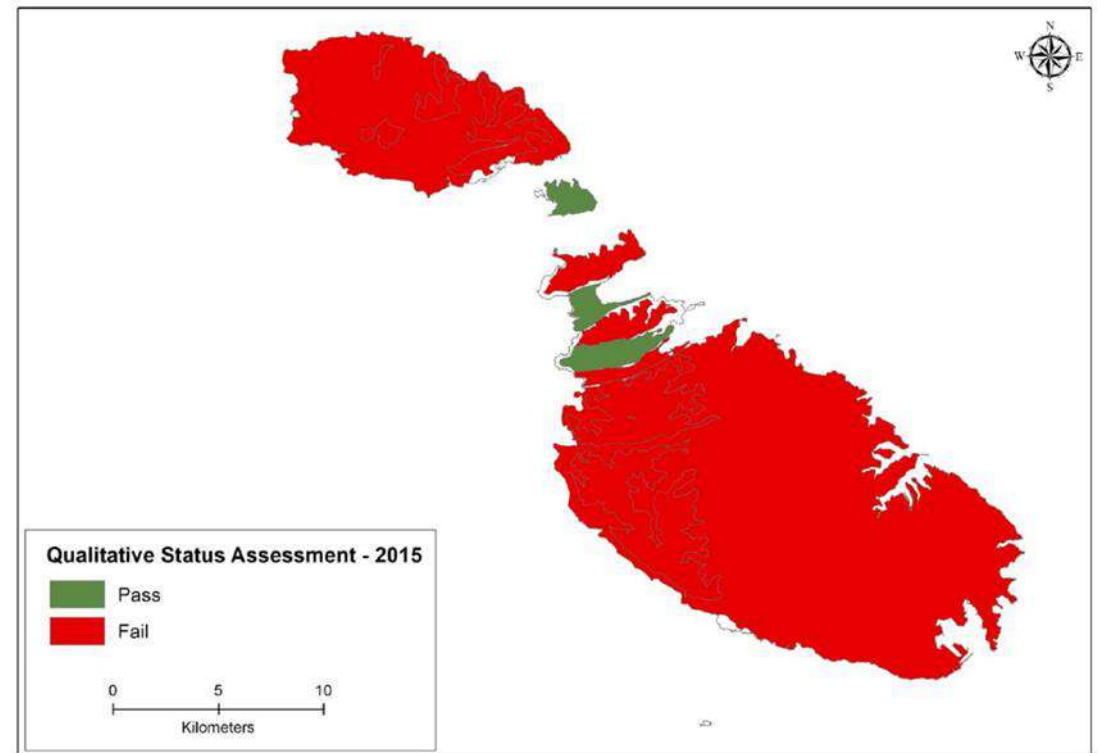 N
W E
S
Qualitative Status Assessment - 2015
Pass
Fail
0 5 10
Kilometers